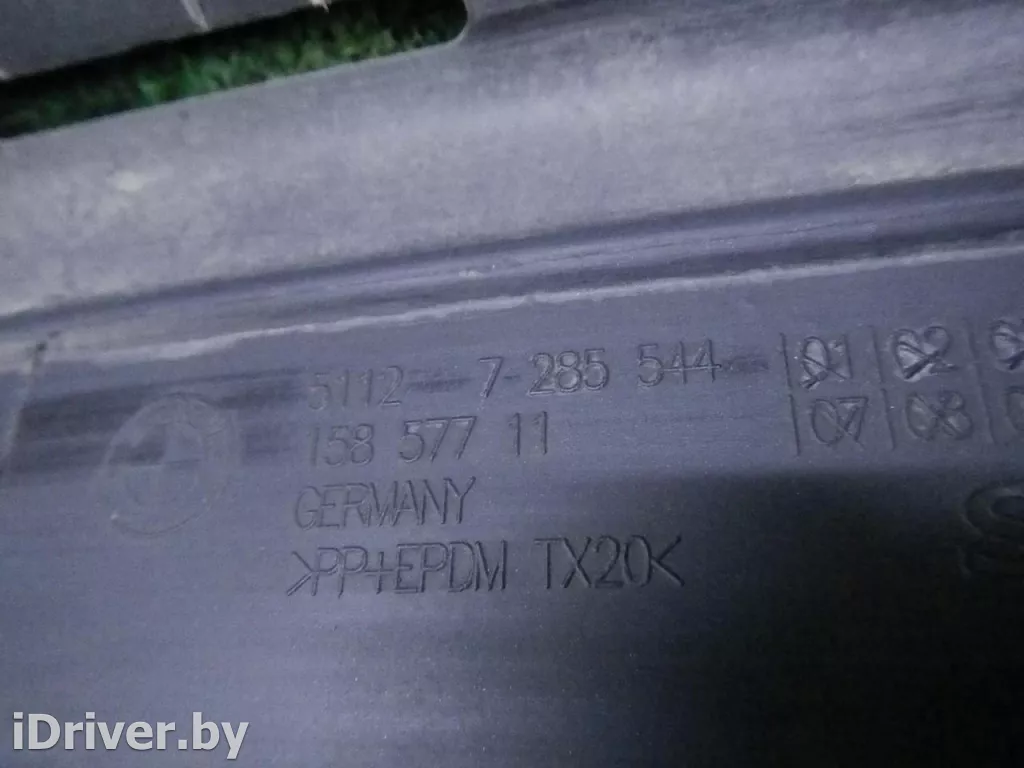 5112 7 285 544
01 02
158 577 11
07 08
GERMANY
>PP+EPDM TX20<
iDriver.by